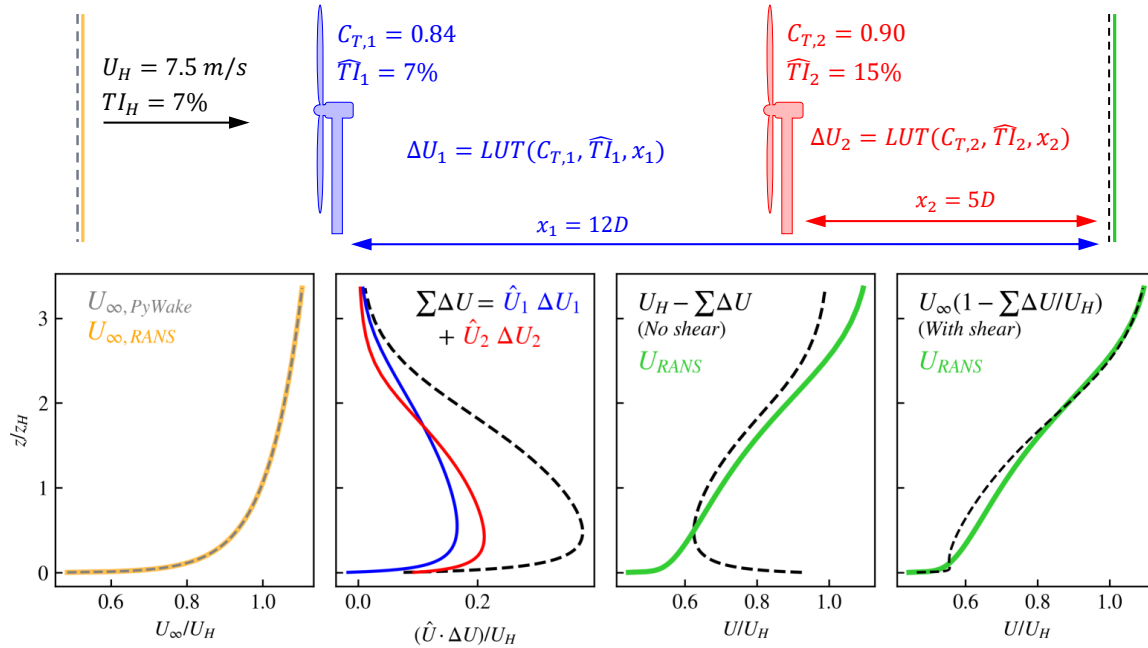 U_H = 7.5 m/s
TI_H = 7%
C_{T,1} = 0.84
\widehat{TI}_1 = 7%
ΔU_1 = LUT(C_{T,1}, \widehat{TI}_1, x_1)
C_{T,2} = 0.90
\widehat{TI}_2 = 15%
ΔU_2 = LUT(C_{T,2}, \widehat{TI}_2, x_2)
x_2 = 5D
x_1 = 12D
U_{∞,PyWake}
U_{∞,RANS}
z/z_H
3
2
1
0
0.6 0.8 1.0
U_∞/U_H
∑ΔU = Û_1 ΔU_1
+ Û_2 ΔU_2
0.0 0.2
(Û · ΔU)/U_H
U_H − ∑ΔU
(No shear)
U_{RANS}
0.6 0.8 1.0
U/U_H
U_∞(1 − ∑ΔU/U_H)
(With shear)
U_{RANS}
0.6 0.8 1.0
U/U_H